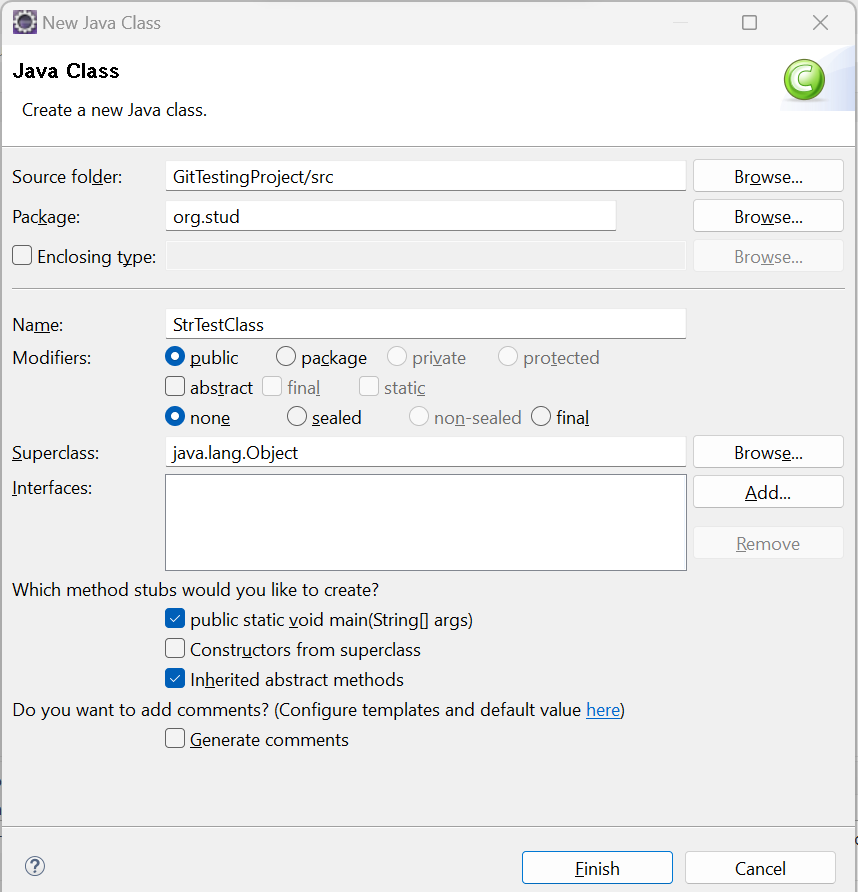 New Java Class
Java Class
Create a new Java class.
Source folder: GitTestingProject/src Browse...
Package: org.stud Browse...
Enclosing type: Browse...
Name: StrTestClass
Modifiers: public package private protected
abstract final static
none sealed non-sealed final
Superclass: java.lang.Object Browse...
Interfaces: Add...
Remove
Which method stubs would you like to create?
public static void main(String[] args)
Constructors from superclass
Inherited abstract methods
Do you want to add comments? (Configure templates and default value here)
Generate comments
Finish Cancel